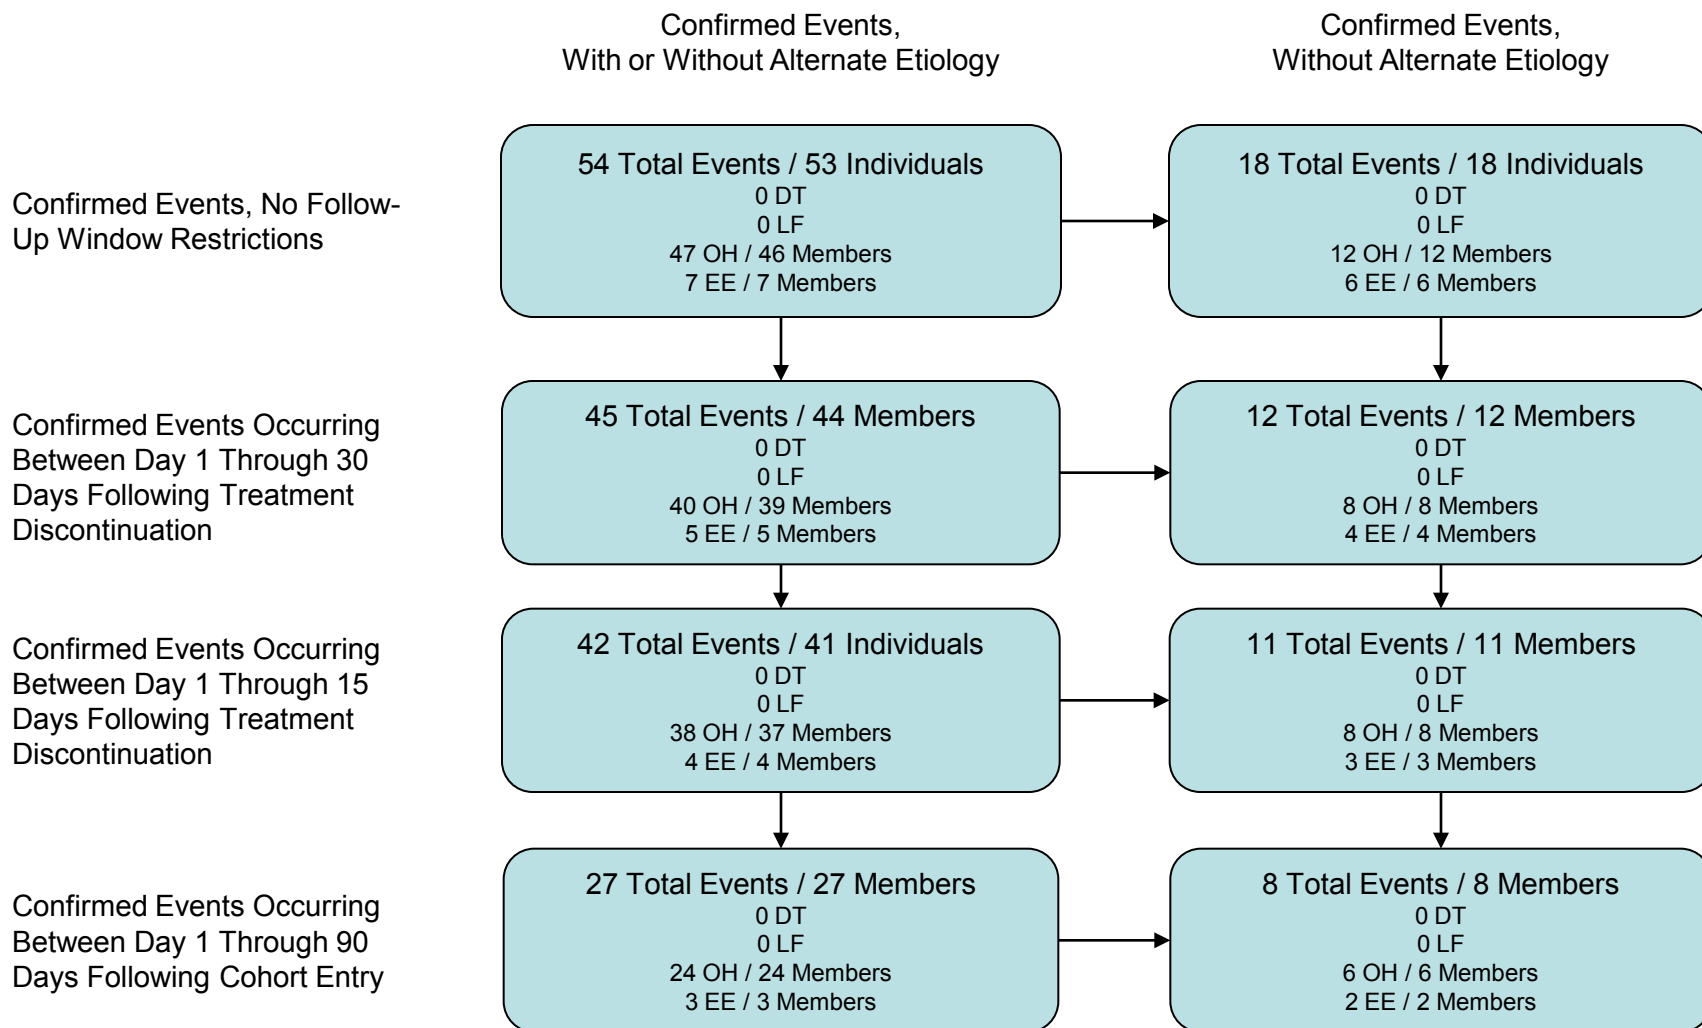 Confirmed Events,
With or Without Alternate Etiology
Confirmed Events,
Without Alternate Etiology
Confirmed Events, No Follow-
Up Window Restrictions
54 Total Events / 53 Individuals
0 DT
0 LF
47 OH / 46 Members
7 EE / 7 Members
18 Total Events / 18 Individuals
0 DT
0 LF
12 OH / 12 Members
6 EE / 6 Members
Confirmed Events Occurring
Between Day 1 Through 30
Days Following Treatment
Discontinuation
45 Total Events / 44 Members
0 DT
0 LF
40 OH / 39 Members
5 EE / 5 Members
12 Total Events / 12 Members
0 DT
0 LF
8 OH / 8 Members
4 EE / 4 Members
Confirmed Events Occurring
Between Day 1 Through 15
Days Following Treatment
Discontinuation
42 Total Events / 41 Individuals
0 DT
0 LF
38 OH / 37 Members
4 EE / 4 Members
11 Total Events / 11 Members
0 DT
0 LF
8 OH / 8 Members
3 EE / 3 Members
Confirmed Events Occurring
Between Day 1 Through 90
Days Following Cohort Entry
27 Total Events / 27 Members
0 DT
0 LF
24 OH / 24 Members
3 EE / 3 Members
8 Total Events / 8 Members
0 DT
0 LF
6 OH / 6 Members
2 EE / 2 Members